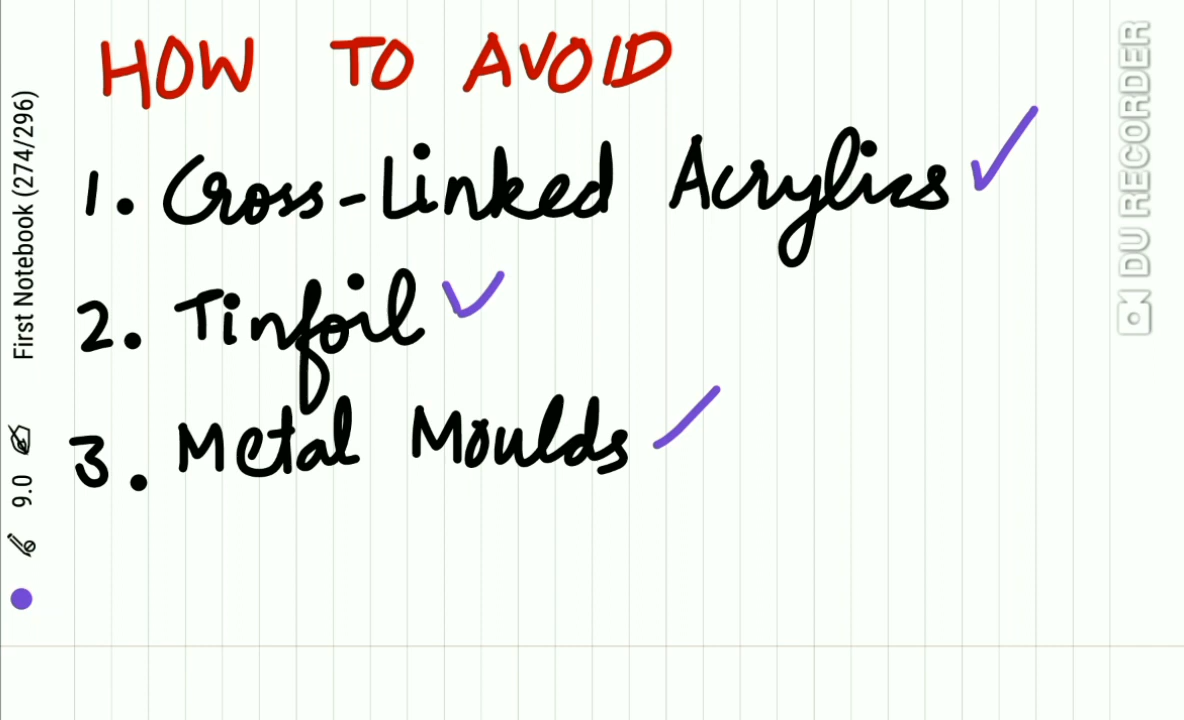 HOW TO AVOID
1. Cross-Linked Acrylics
2. Tinfoil
3. Metal Moulds
First Notebook (274/296)
9.0
DU RECORDER